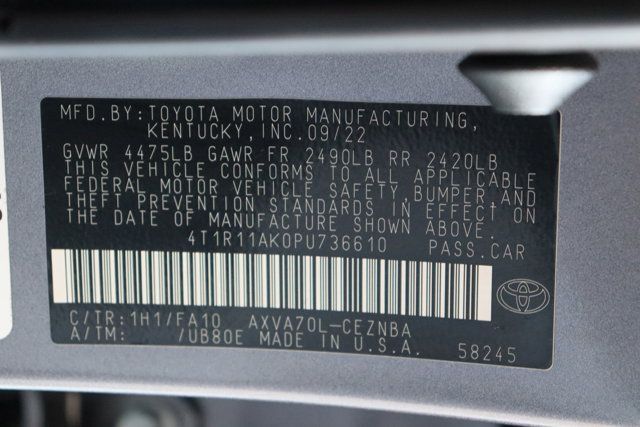 MFD.BY:TOYOTA MOTOR MANUFACTURING,
KENTUCKY,INC.09/22
GVWR 4475LB GAWR FR 2490LB RR 2420LB
THIS VEHICLE CONFORMS TO ALL APPLICABLE
FEDERAL MOTOR VEHICLE SAFETY, BUMPER,AND
THEFT PREVENTION STANDARDS IN EFFECT ON
THE DATE OF MANUFACTURE SHOWN ABOVE.
4T1R11AK0PU736610 PASS.CAR
C/TR:1H1/FA10 AXVA70L-CEZNBA
A/TM: /UB80E MADE IN U.S.A. 58245